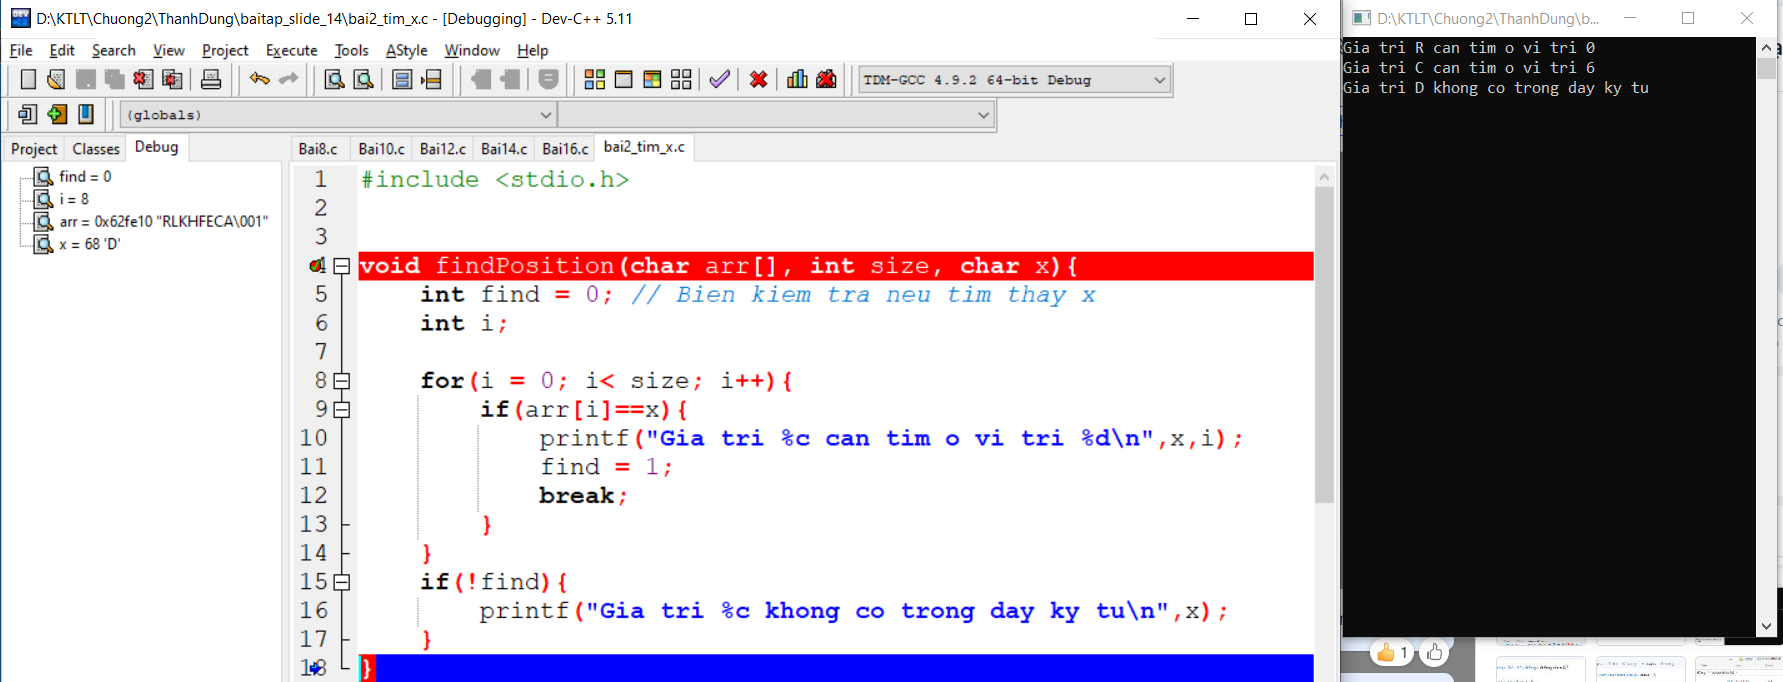 D:\KTLT\Chuong2\ThanhDung\baitap_slide_14\bai2_tim_x.c - [Debugging] - Dev-C++ 5.11
File Edit Search View Project Execute Tools AStyle Window Help
TDM-GCC 4.9.2 64-bit Debug
(globals)
Project Classes Debug
find = 0
i = 8
arr = 0x62fe10 "RLKHFECA\001"
x = 68 'D'
Bai8.c Bai10.c Bai12.c Bai14.c Bai16.c bai2_tim_x.c
1 #include <stdio.h>
2
3
4 void findPosition(char arr[], int size, char x){
5 int find = 0; // Bien kiem tra neu tim thay x
6 int i;
7
8 for(i = 0; i< size; i++){
9 if(arr[i]==x){
10 printf("Gia tri %c can tim o vi tri %d\n",x,i);
11 find = 1;
12 break;
13 }
14 }
15 if(!find){
16 printf("Gia tri %c khong co trong day ky tu\n",x);
17 }
18 }
D:\KTLT\Chuong2\ThanhDung\b...
Gia tri R can tim o vi tri 0
Gia tri C can tim o vi tri 6
Gia tri D khong co trong day ky tu
1